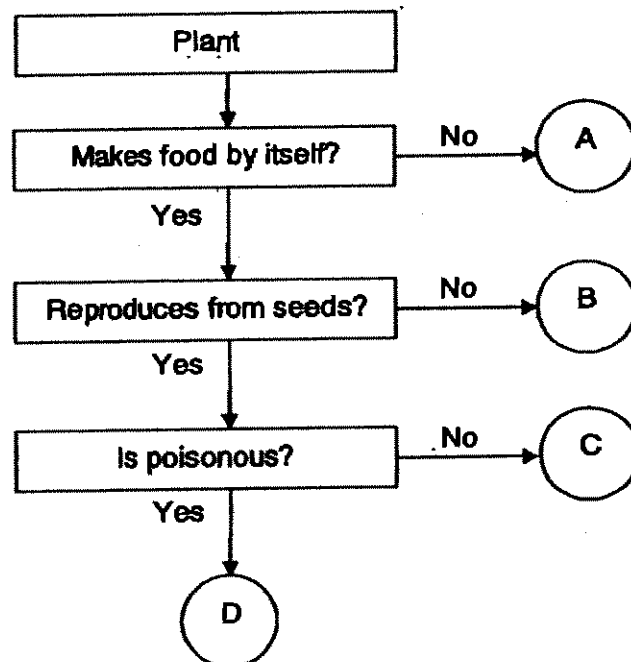 Plant
Makes food by itself?
No
A
Yes
Reproduces from seeds?
No
B
Yes
Is poisonous?
No
C
Yes
D